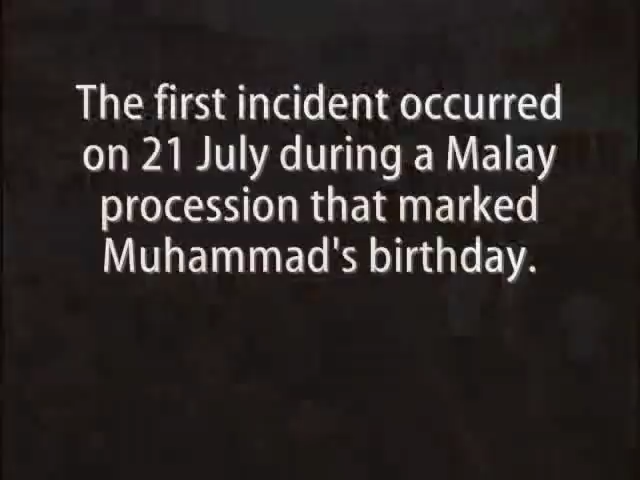 The first incident occurred
on 21 July during a Malay
procession that marked
Muhammad's birthday.